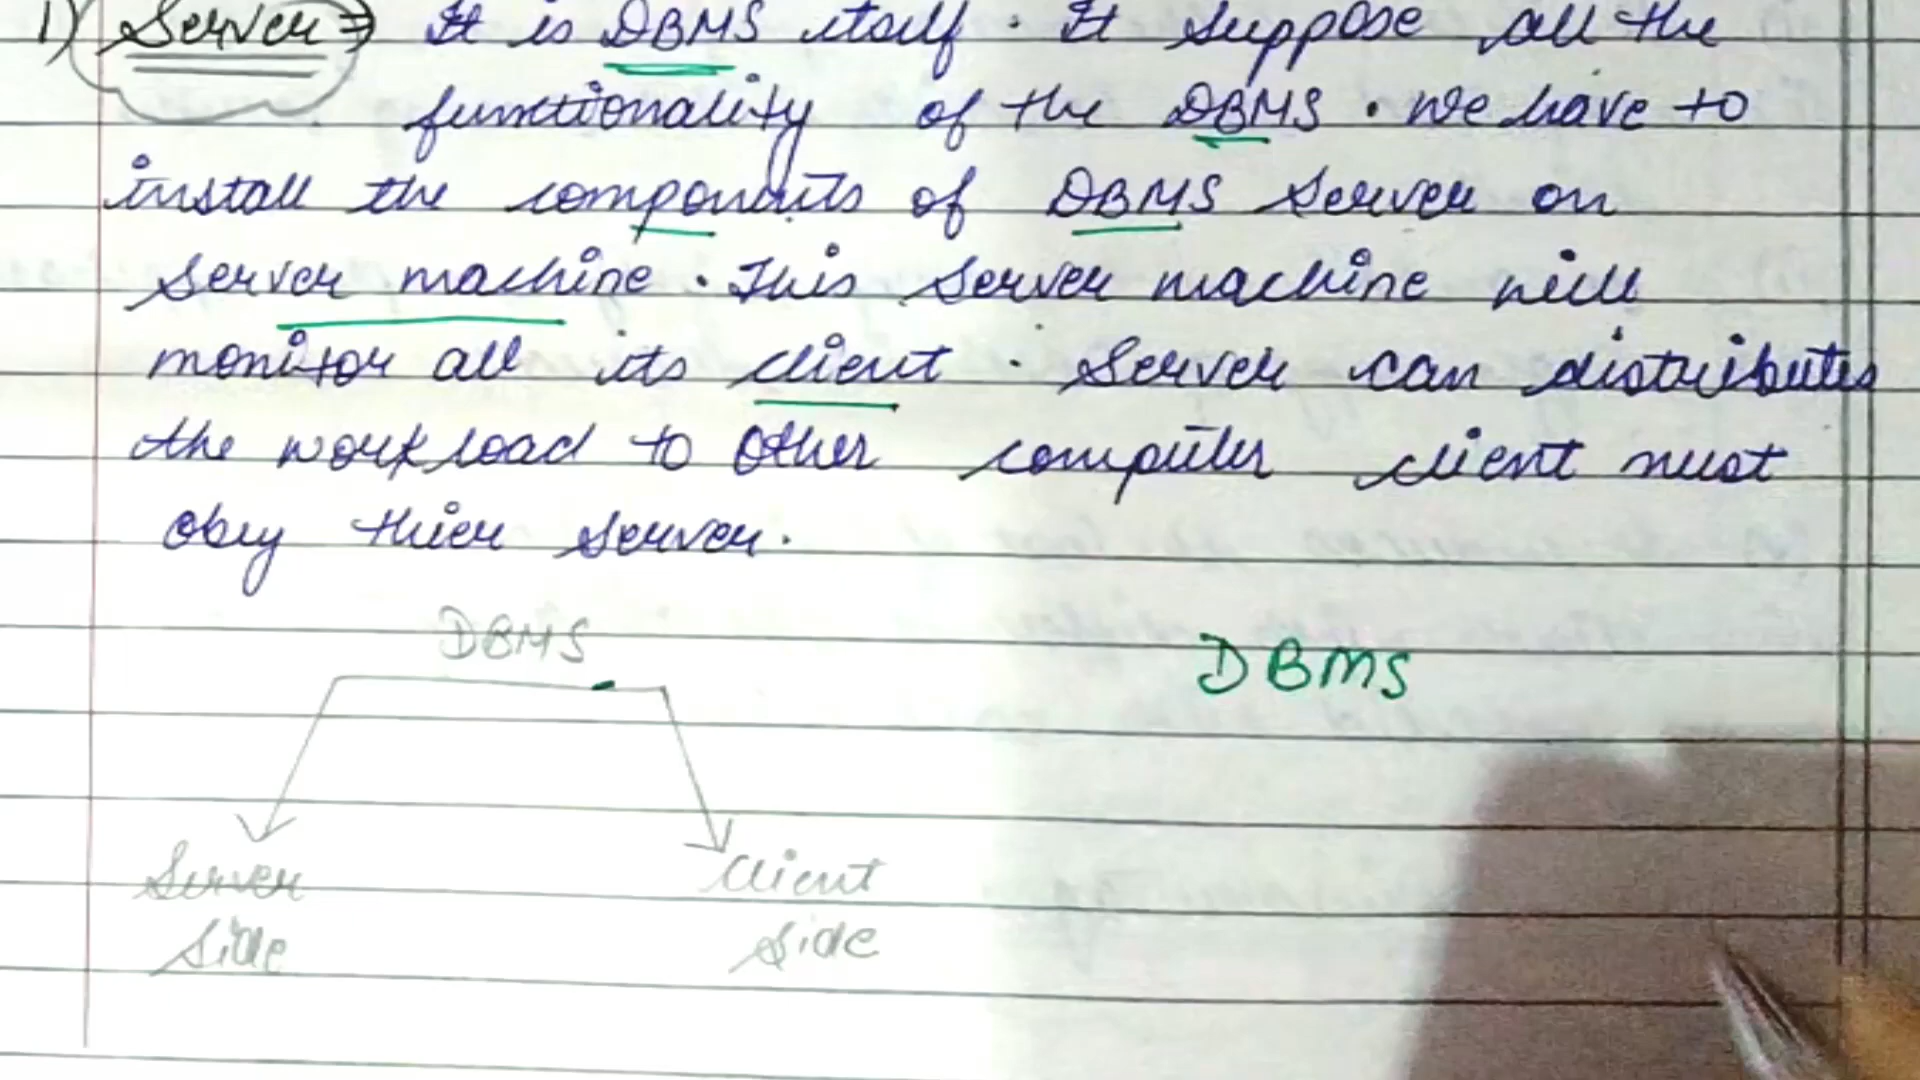 1) Server ⇒ It is DBMS itself. It suppose all the
functionality of the DBMS. We have to
install the componants of DBMS Server on
Server machine. This Server machine will
monitor all its client. Server can distributes
the workload to other computer client must
obey thier server.
DBMS
DBMS
Server
side
client
side